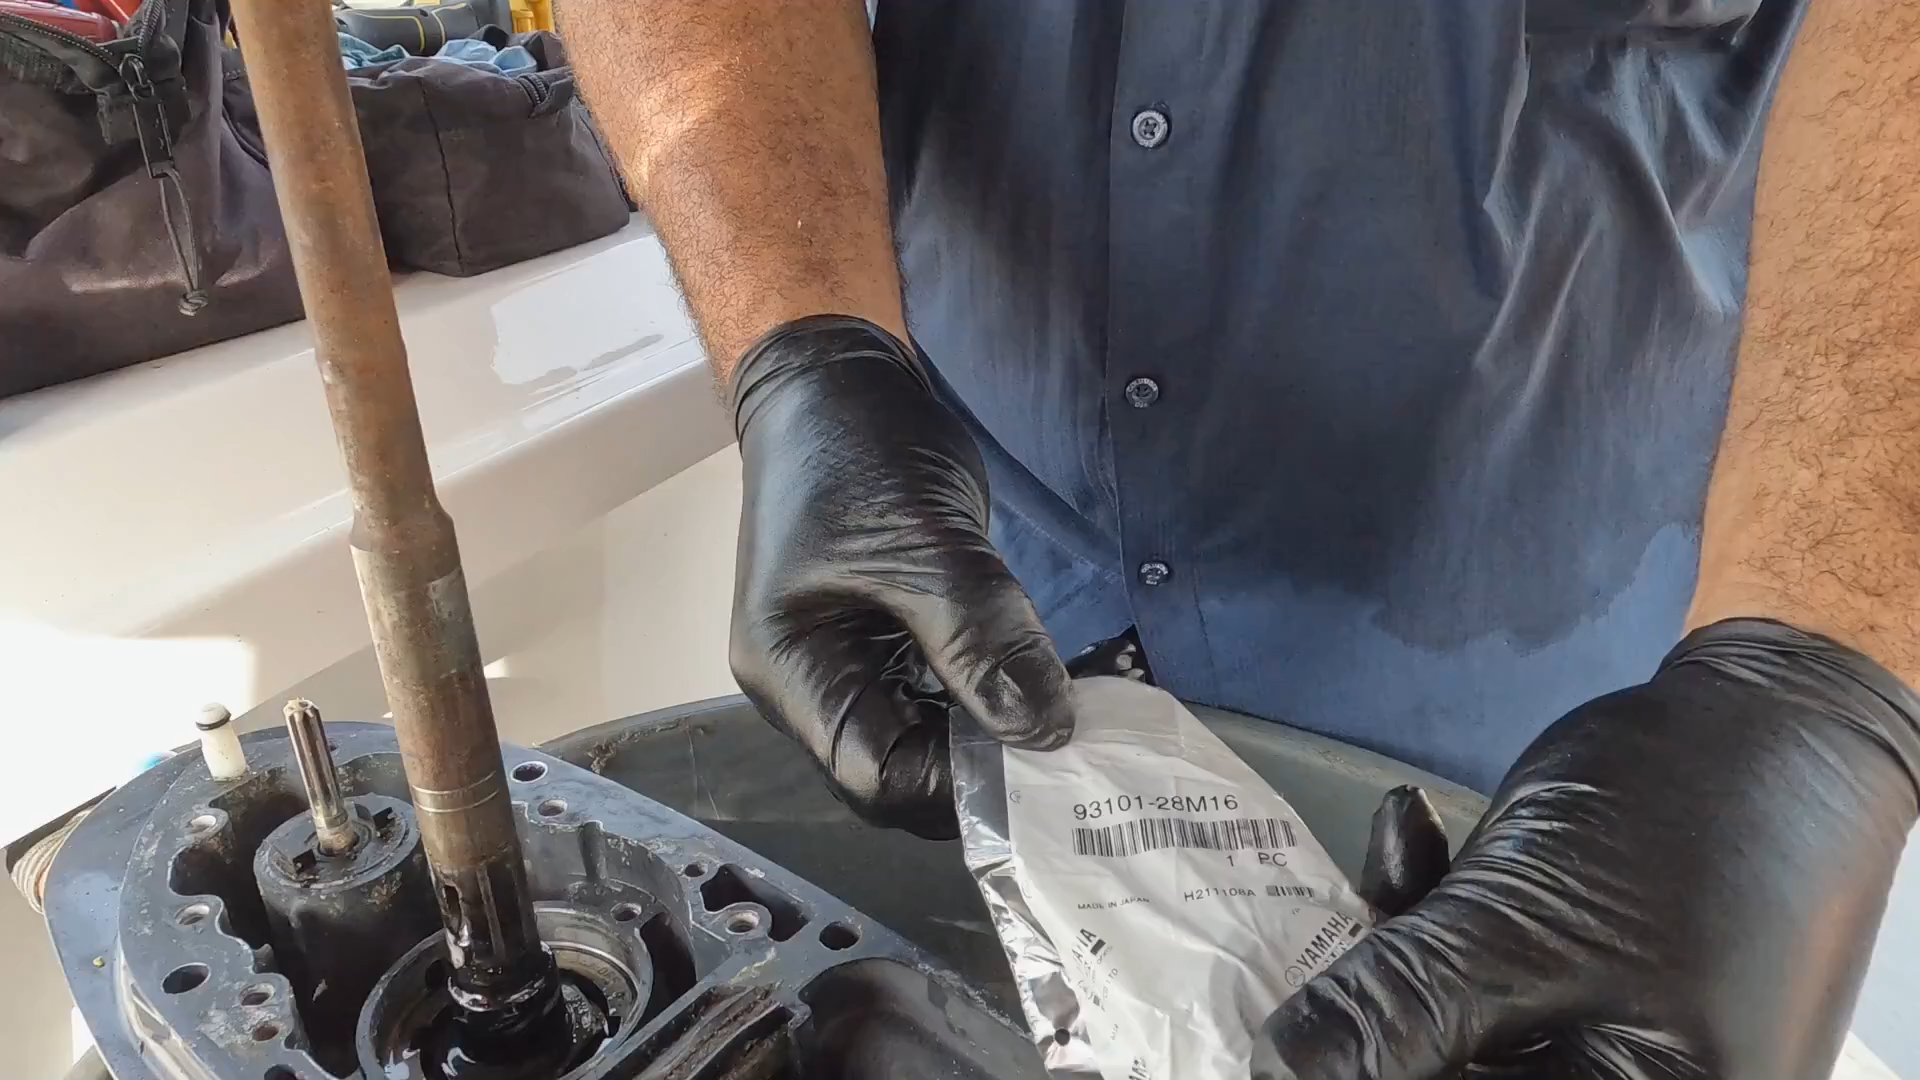 93101-28M16
1 PC
MADE IN JAPAN
H211108A
YAMAHA